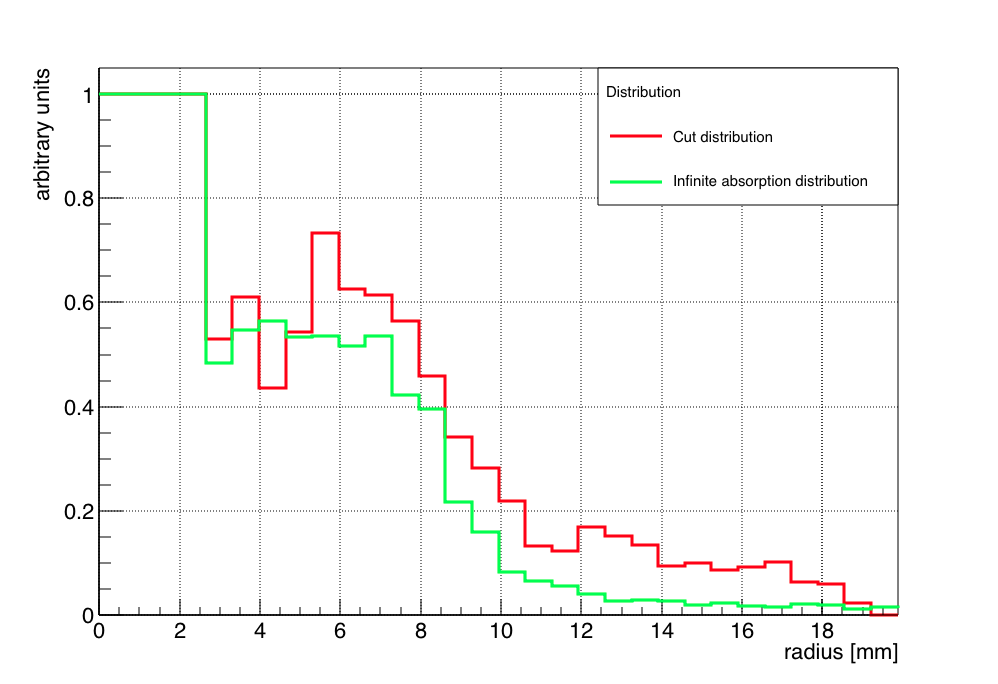 arbitrary units
1
0.8
0.6
0.4
0.2
0
0 2 4 6 8 10 12 14 16 18
radius [mm]
Distribution
Cut distribution
Infinite absorption distribution